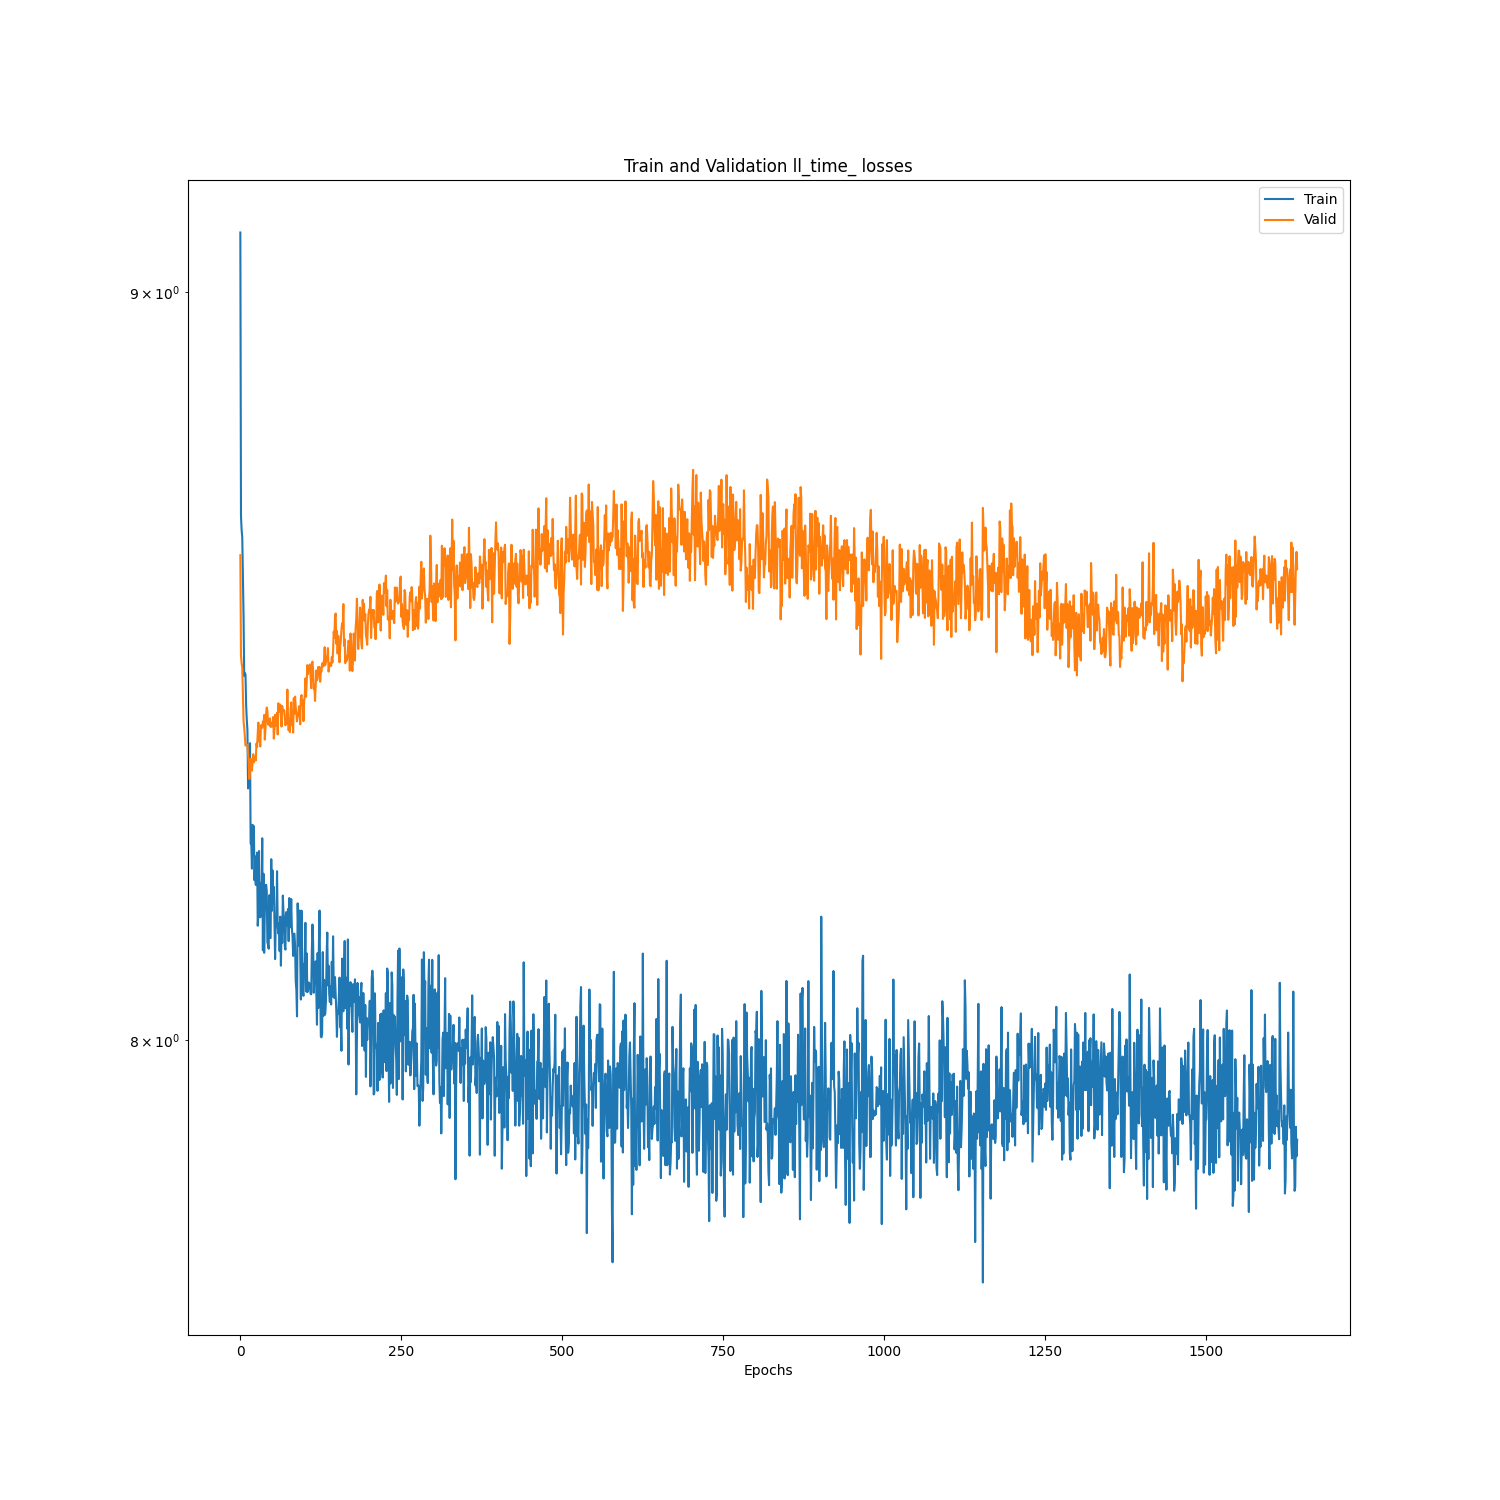 Train and Validation ll_time_ losses
Train
Valid
9 × 10⁰
8 × 10⁰
0 250 500 750 1000 1250 1500
Epochs